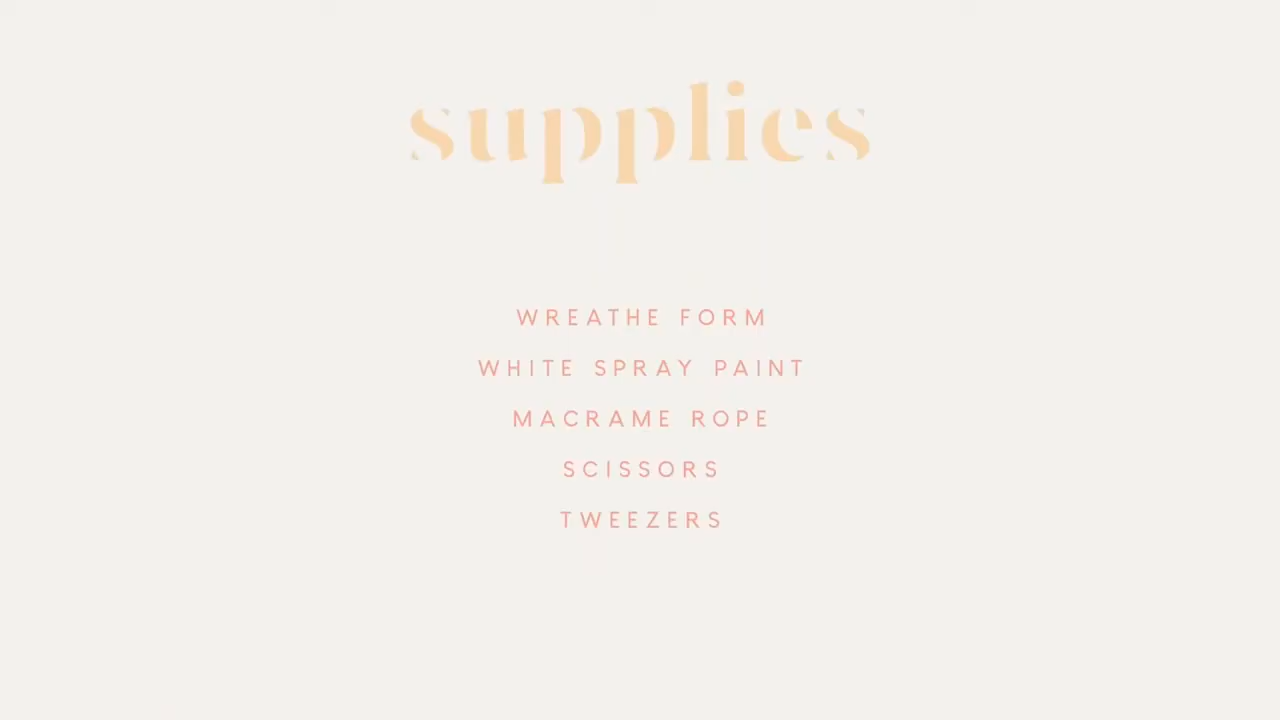 supplies
WREATHE FORM
WHITE SPRAY PAINT
MACRAME ROPE
SCISSORS
TWEEZERS